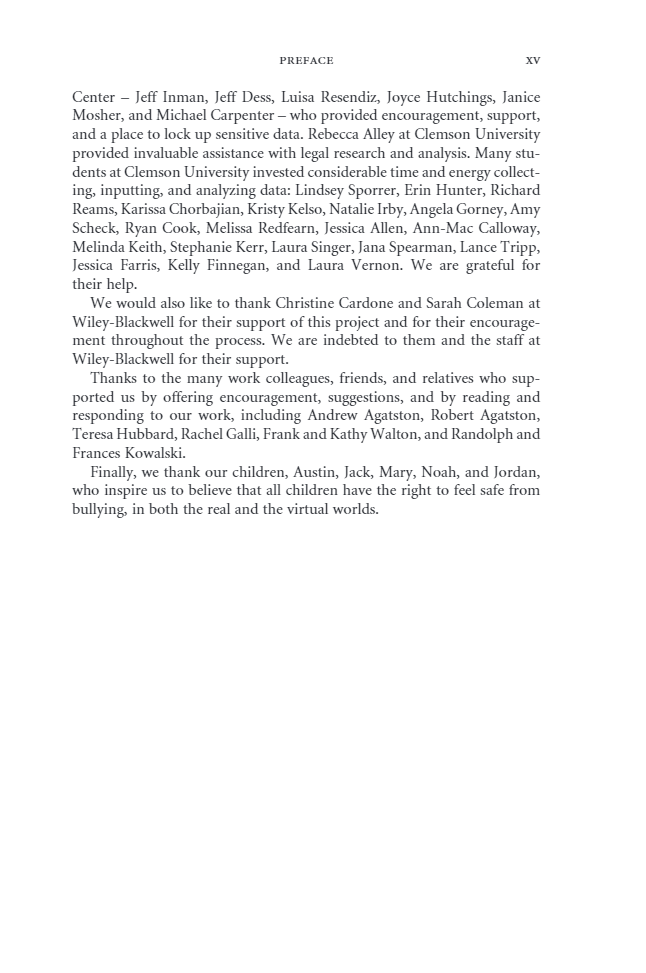 PREFACE xv
Center – Jeff Inman, Jeff Dess, Luisa Resendiz, Joyce Hutchings, Janice
Mosher, and Michael Carpenter – who provided encouragement, support,
and a place to lock up sensitive data. Rebecca Alley at Clemson University
provided invaluable assistance with legal research and analysis. Many stu-
dents at Clemson University invested considerable time and energy collect-
ing, inputting, and analyzing data: Lindsey Sporrer, Erin Hunter, Richard
Reams, Karissa Chorbajian, Kristy Kelso, Natalie Irby, Angela Gorney, Amy
Scheck, Ryan Cook, Melissa Redfearn, Jessica Allen, Ann-Mac Calloway,
Melinda Keith, Stephanie Kerr, Laura Singer, Jana Spearman, Lance Tripp,
Jessica Farris, Kelly Finnegan, and Laura Vernon. We are grateful for
their help.
We would also like to thank Christine Cardone and Sarah Coleman at
Wiley-Blackwell for their support of this project and for their encourage-
ment throughout the process. We are indebted to them and the staff at
Wiley-Blackwell for their support.
Thanks to the many work colleagues, friends, and relatives who sup-
ported us by offering encouragement, suggestions, and by reading and
responding to our work, including Andrew Agatston, Robert Agatston,
Teresa Hubbard, Rachel Galli, Frank and Kathy Walton, and Randolph and
Frances Kowalski.
Finally, we thank our children, Austin, Jack, Mary, Noah, and Jordan,
who inspire us to believe that all children have the right to feel safe from
bullying, in both the real and the virtual worlds.